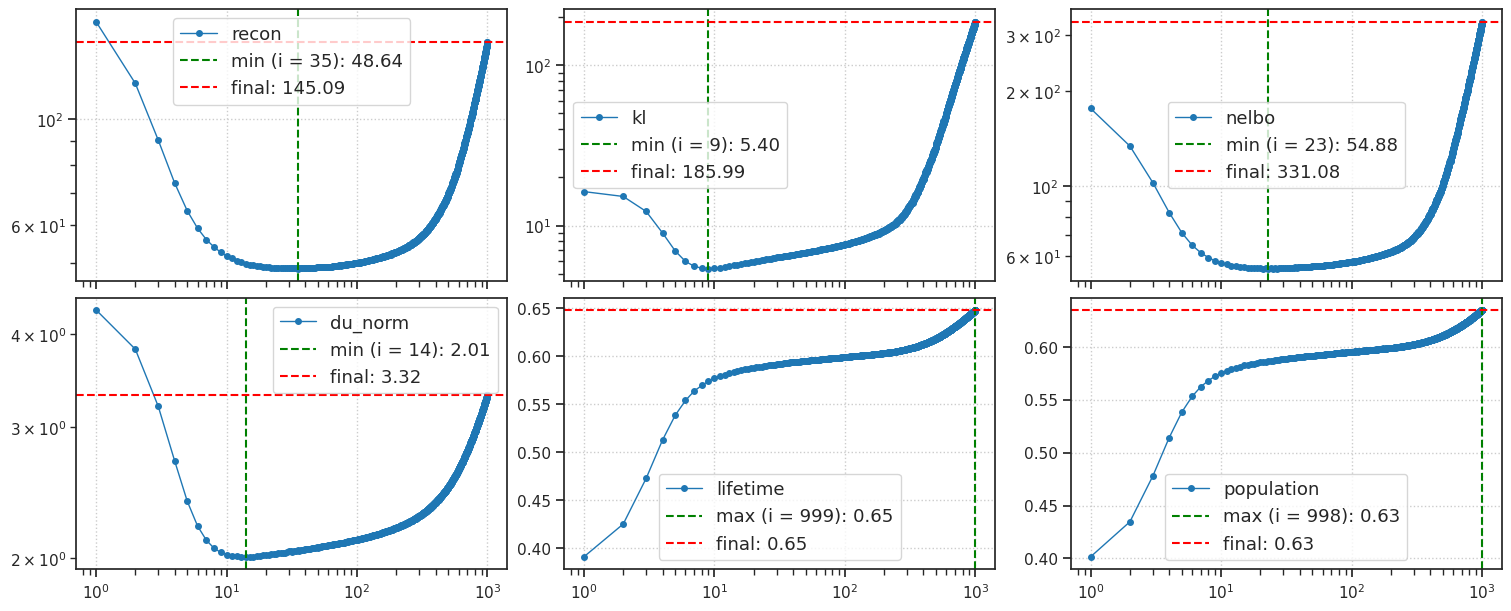 recon
min (i = 35): 48.64
final: 145.09
10²
6 × 10¹
kl
min (i = 9): 5.40
final: 185.99
10²
10¹
nelbo
min (i = 23): 54.88
final: 331.08
3 × 10²
2 × 10²
10²
6 × 10¹
du_norm
min (i = 14): 2.01
final: 3.32
4 × 10⁰
3 × 10⁰
2 × 10⁰
10⁰ 10¹ 10² 10³
lifetime
max (i = 999): 0.65
final: 0.65
0.65
0.60
0.55
0.50
0.45
0.40
10⁰ 10¹ 10² 10³
population
max (i = 998): 0.63
final: 0.63
0.60
0.55
0.50
0.45
0.40
10⁰ 10¹ 10² 10³